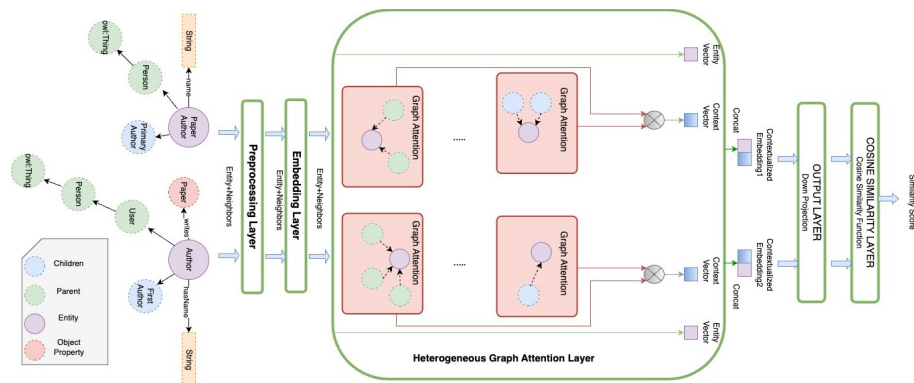 String
owl:Thing
Person
name
Paper
Author
Primary
Author
owl:Thing
Person
User
Paper
writes
Author
First
Author
hasName
String
Children
Parent
Entity
Object
Property
Entity+Neighbors
Entity+Neighbors
Preprocessing Layer
Entity+Neighbors
Embedding Layer
Entity+Neighbors
Graph Attention
.....
Graph Attention
Entity
Vector
Context
Vector
Graph Attention
.....
Graph Attention
Context
Vector
Entity
Vector
Heterogeneous Graph Attention Layer
Concat
Contextualized
Embedding1
Concat
Contextualized
Embedding2
OUTPUT LAYER
Down Projection
COSINE SIMILARITY LAYER
Cosine Similarity Function
Similarity Score